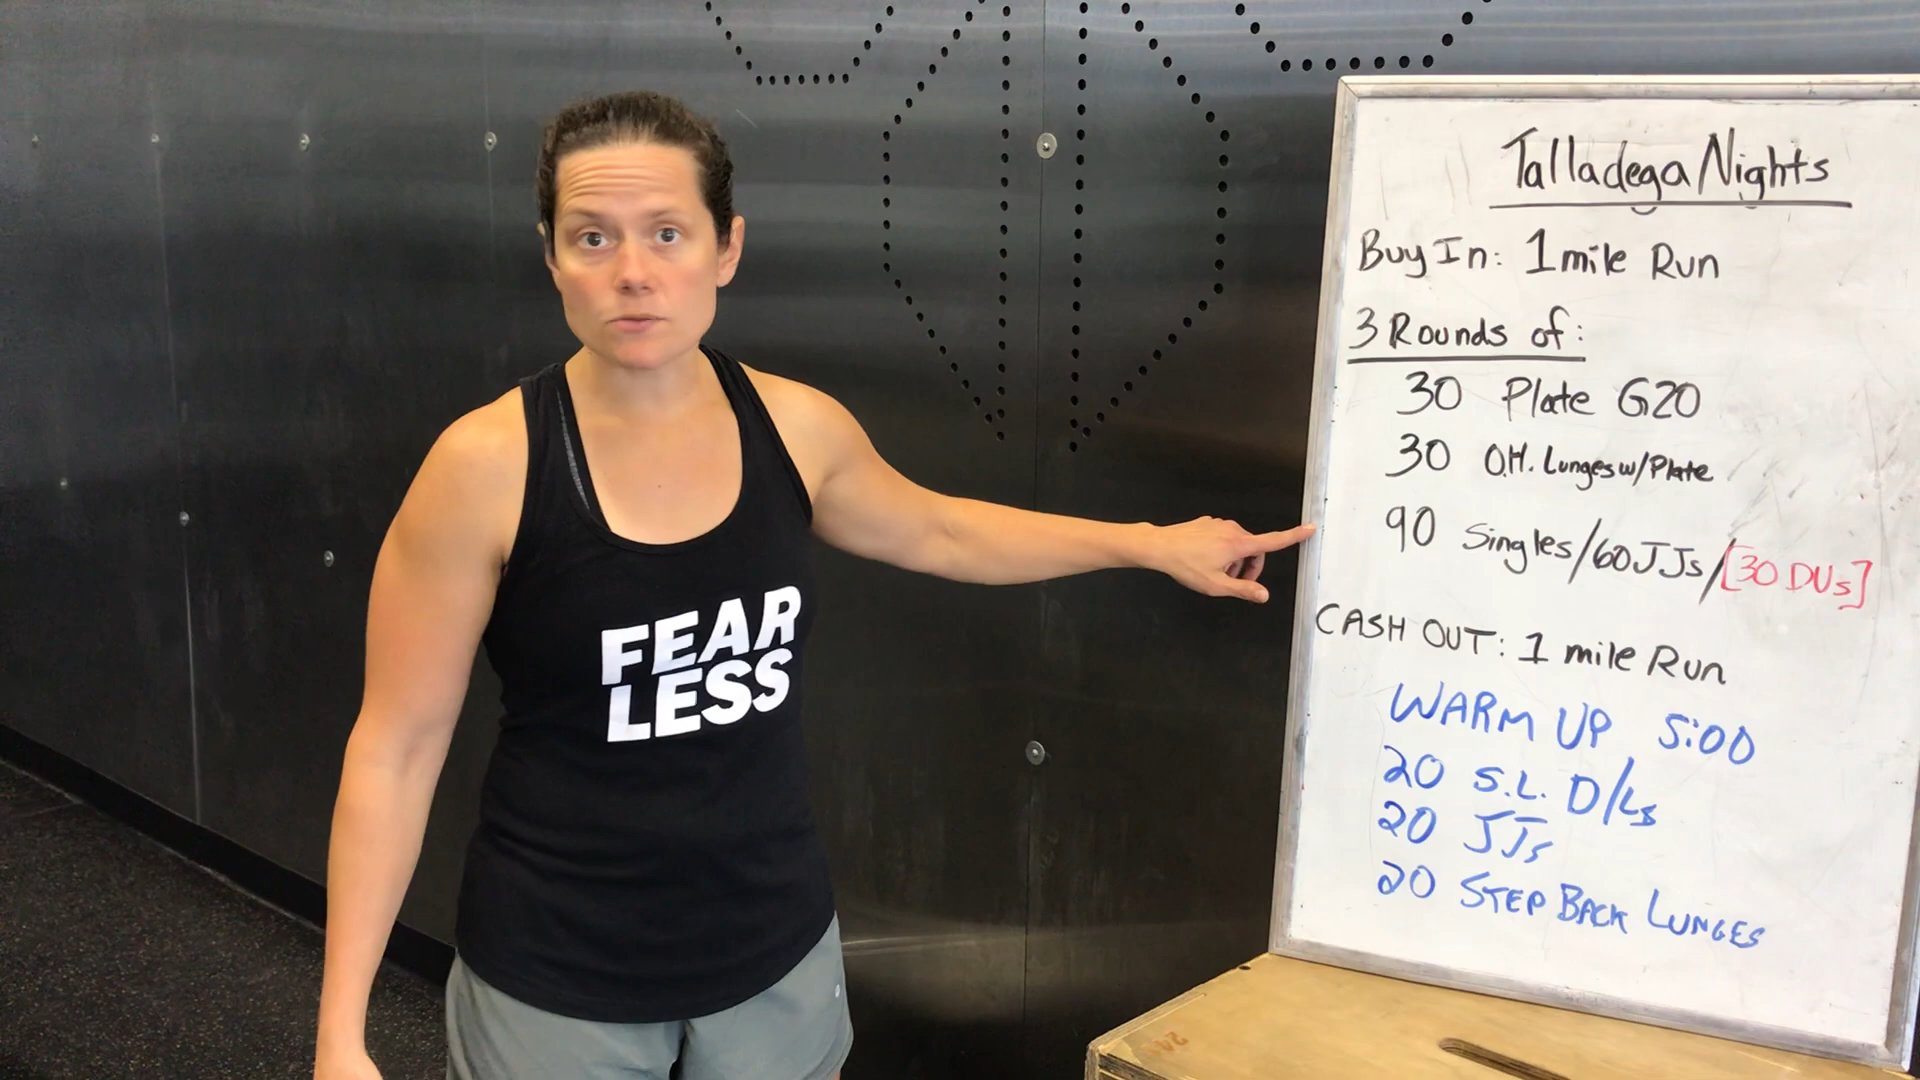 FEAR
LESS
Talladega Nights
Buy In: 1 mile Run
3 Rounds of:
30 Plate G2O
30 O.H. Lunges w/Plate
90 Singles/60 JJs/[30 DUs]
CASH OUT: 1 mile Run
WARM UP 5:00
20 S.L. D/Ls
20 JJs
20 STEP BACK LUNGES